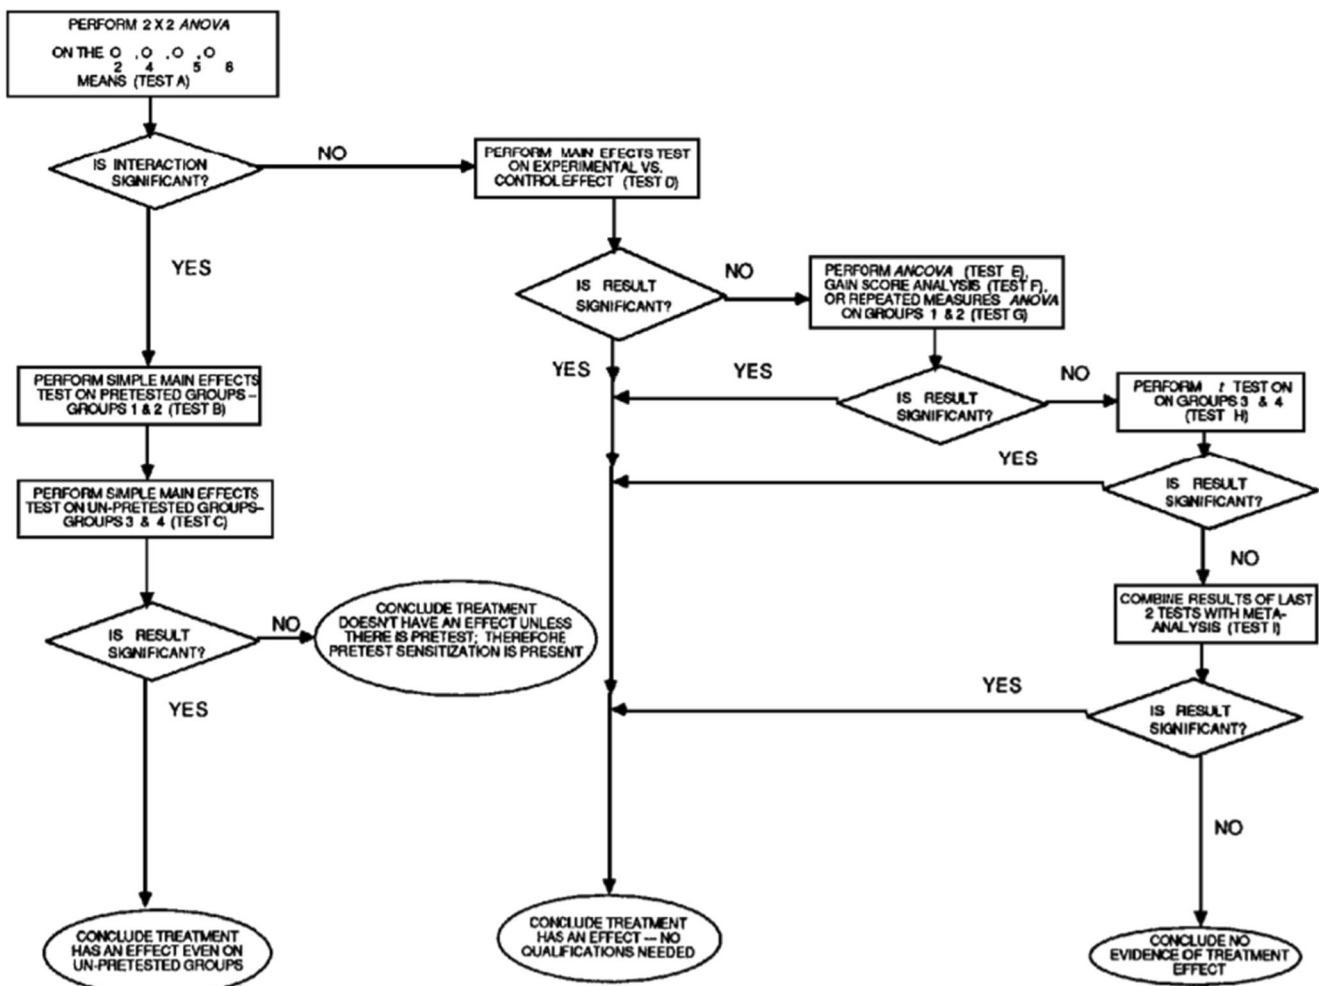 PERFORM 2 X 2 ANOVA
ON THE O , O , O , O
2 4 5 6
MEANS (TEST A)
IS INTERACTION
SIGNIFICANT?
NO
PERFORM MAIN EFECTS TEST
ON EXPERIMENTAL VS.
CONTROL EFFECT (TEST D)
YES
IS RESULT
SIGNIFICANT?
NO
PERFORM ANCOVA (TEST E),
GAIN SCORE ANALYSIS (TEST F),
OR REPEATED MEASURES ANOVA
ON GROUPS 1 & 2 (TEST G)
YES
YES
IS RESULT
SIGNIFICANT?
NO
PERFORM t TEST ON
ON GROUPS 3 & 4
(TEST H)
PERFORM SIMPLE MAIN EFFECTS
TEST ON PRETESTED GROUPS –
GROUPS 1 & 2 (TEST B)
YES
IS RESULT
SIGNIFICANT?
PERFORM SIMPLE MAIN EFFECTS
TEST ON UN-PRETESTED GROUPS–
GROUPS 3 & 4 (TEST C)
NO
COMBINE RESULTS OF LAST
2 TESTS WITH META-
ANALYSIS (TEST I)
IS RESULT
SIGNIFICANT?
NO
CONCLUDE TREATMENT
DOESN'T HAVE AN EFFECT UNLESS
THERE IS PRETEST; THEREFORE
PRETEST SENSITIZATION IS PRESENT
YES
YES
IS RESULT
SIGNIFICANT?
NO
CONCLUDE TREATMENT
HAS AN EFFECT EVEN ON
UN-PRETESTED GROUPS
CONCLUDE TREATMENT
HAS AN EFFECT — NO
QUALIFICATIONS NEEDED
CONCLUDE NO
EVIDENCE OF TREATMENT
EFFECT